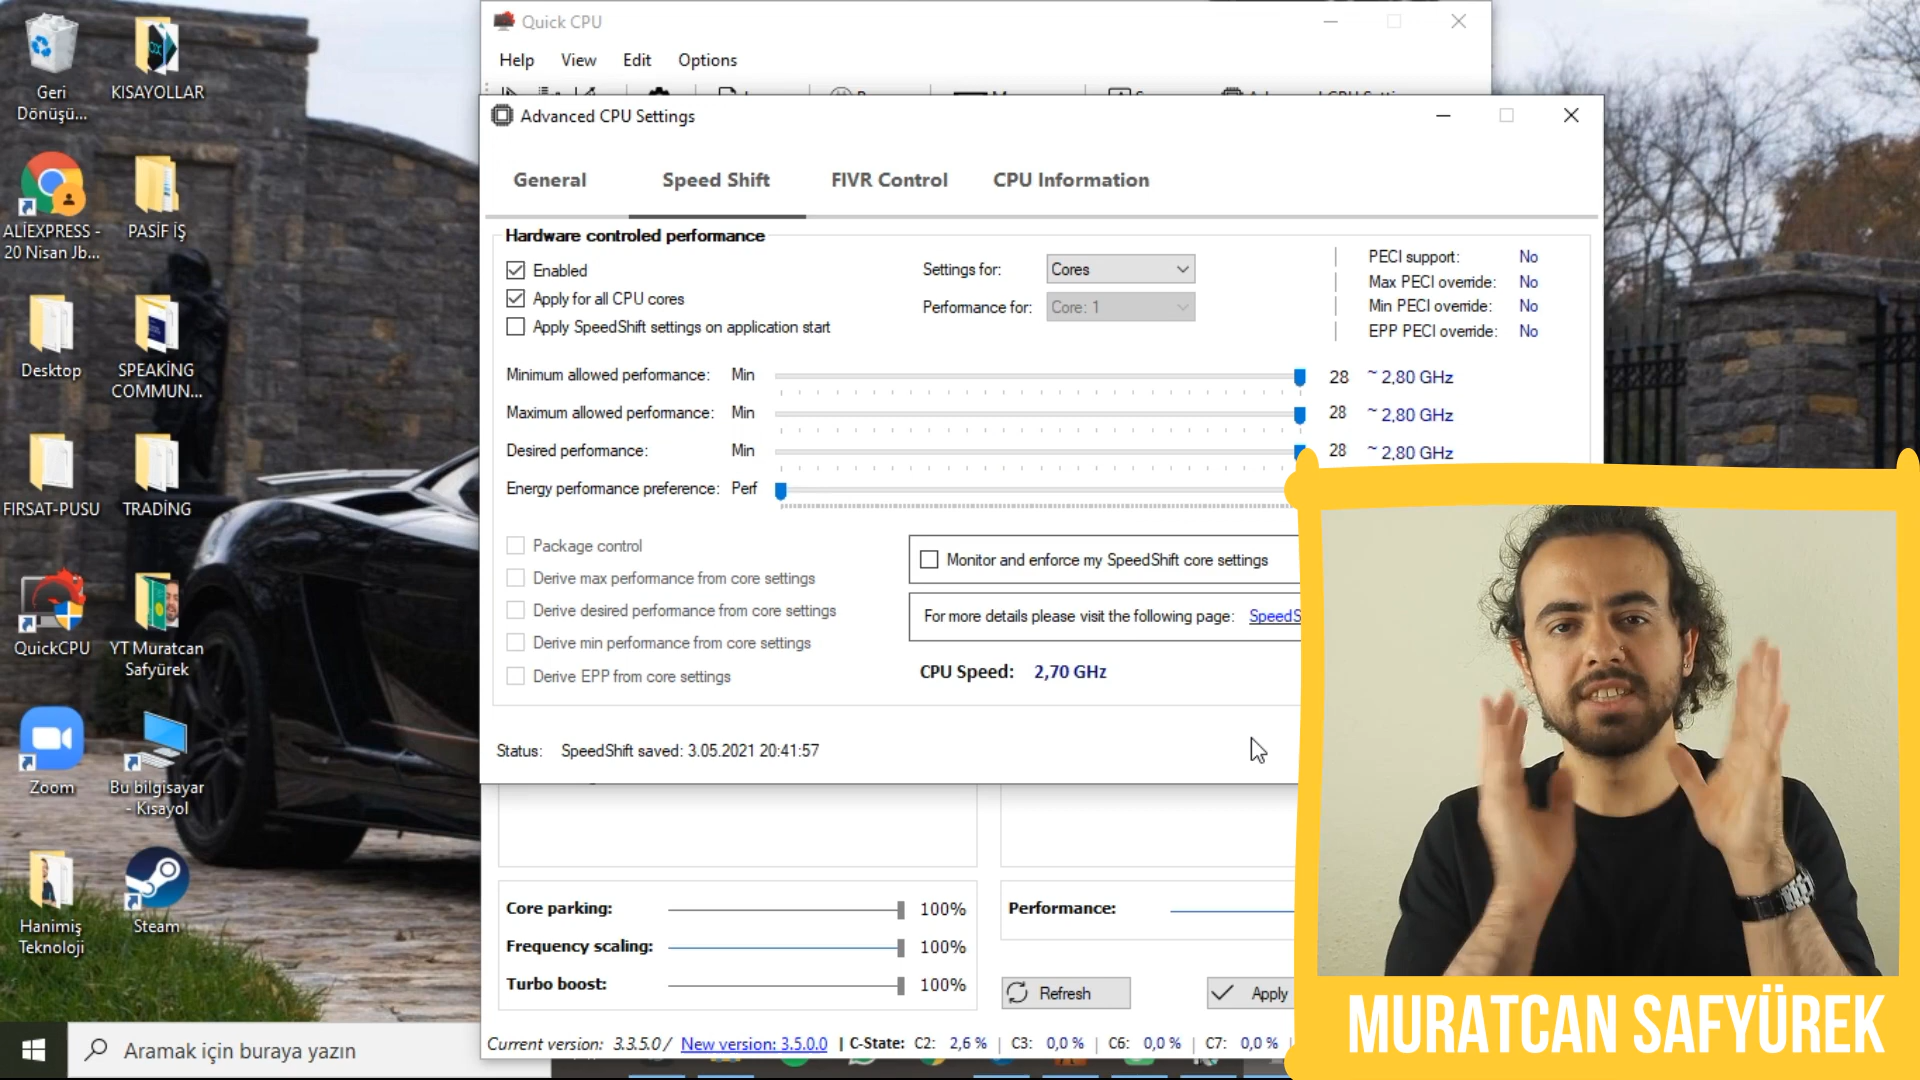 Geri
Dönüşü...
KISAYOLLAR
ALİEXPRESS -
20 Nisan Jb...
PASİF İŞ
Desktop
SPEAKİNG
COMMUN...
FIRSAT-PUSU
TRADİNG
QuickCPU
YT Muratcan
Safyürek
Zoom
Bu bilgisayar
- Kısayol
Hanimiş
Teknoloji
Steam
Aramak için buraya yazın
Quick CPU
Help View Edit Options
Advanced CPU Settings
General Speed Shift FIVR Control CPU Information
Hardware controled performance
Enabled
Apply for all CPU cores
Apply SpeedShift settings on application start
Settings for: Cores
Performance for: Core: 1
PECI support: No
Max PECI override: No
Min PECI override: No
EPP PECI override: No
Minimum allowed performance: Min 28 ~ 2,80 GHz
Maximum allowed performance: Min 28 ~ 2,80 GHz
Desired performance: Min 28 ~ 2,80 GHz
Energy performance preference: Perf
Package control
Derive max performance from core settings
Derive desired performance from core settings
Derive min performance from core settings
Derive EPP from core settings
Monitor and enforce my SpeedShift core settings
For more details please visit the following page: SpeedS
CPU Speed: 2,70 GHz
Status: SpeedShift saved: 3.05.2021 20:41:57
Core parking: 100%
Frequency scaling: 100%
Turbo boost: 100%
Performance:
Refresh
Apply
Current version: 3.3.5.0 / New version: 3.5.0.0 | C-State: C2: 2,6 % | C3: 0,0 % | C6: 0,0 % | C7: 0,0 % |
MURATCAN SAFYÜREK